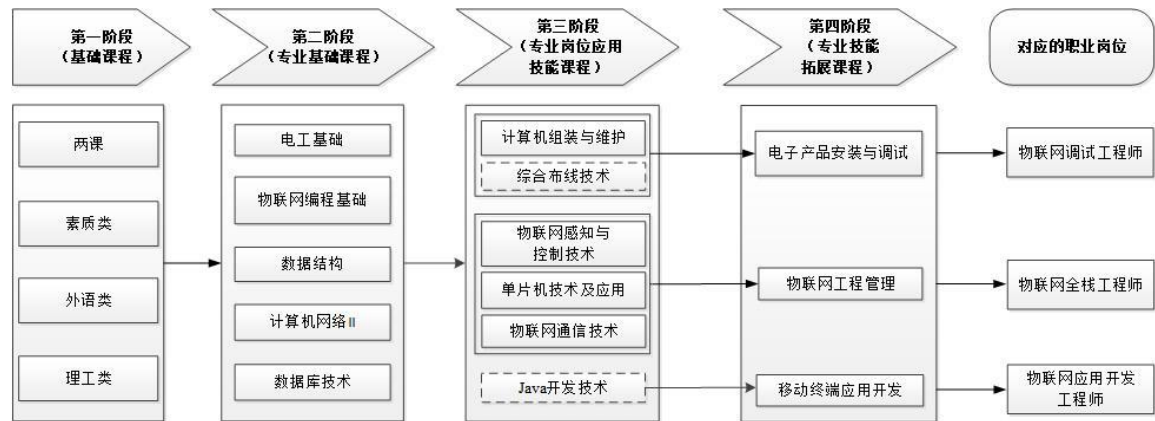 第一阶段
（基础课程）
第二阶段
（专业基础课程）
第三阶段
（专业岗位应用
技能课程）
第四阶段
（专业技能
拓展课程）
对应的职业岗位
两课
素质类
外语类
理工类
电工基础
物联网编程基础
数据结构
计算机网络II
数据库技术
计算机组装与维护
综合布线技术
物联网感知与
控制技术
单片机技术及应用
物联网通信技术
Java开发技术
电子产品安装与调试
物联网工程管理
移动终端应用开发
物联网调试工程师
物联网全栈工程师
物联网应用开发
工程师